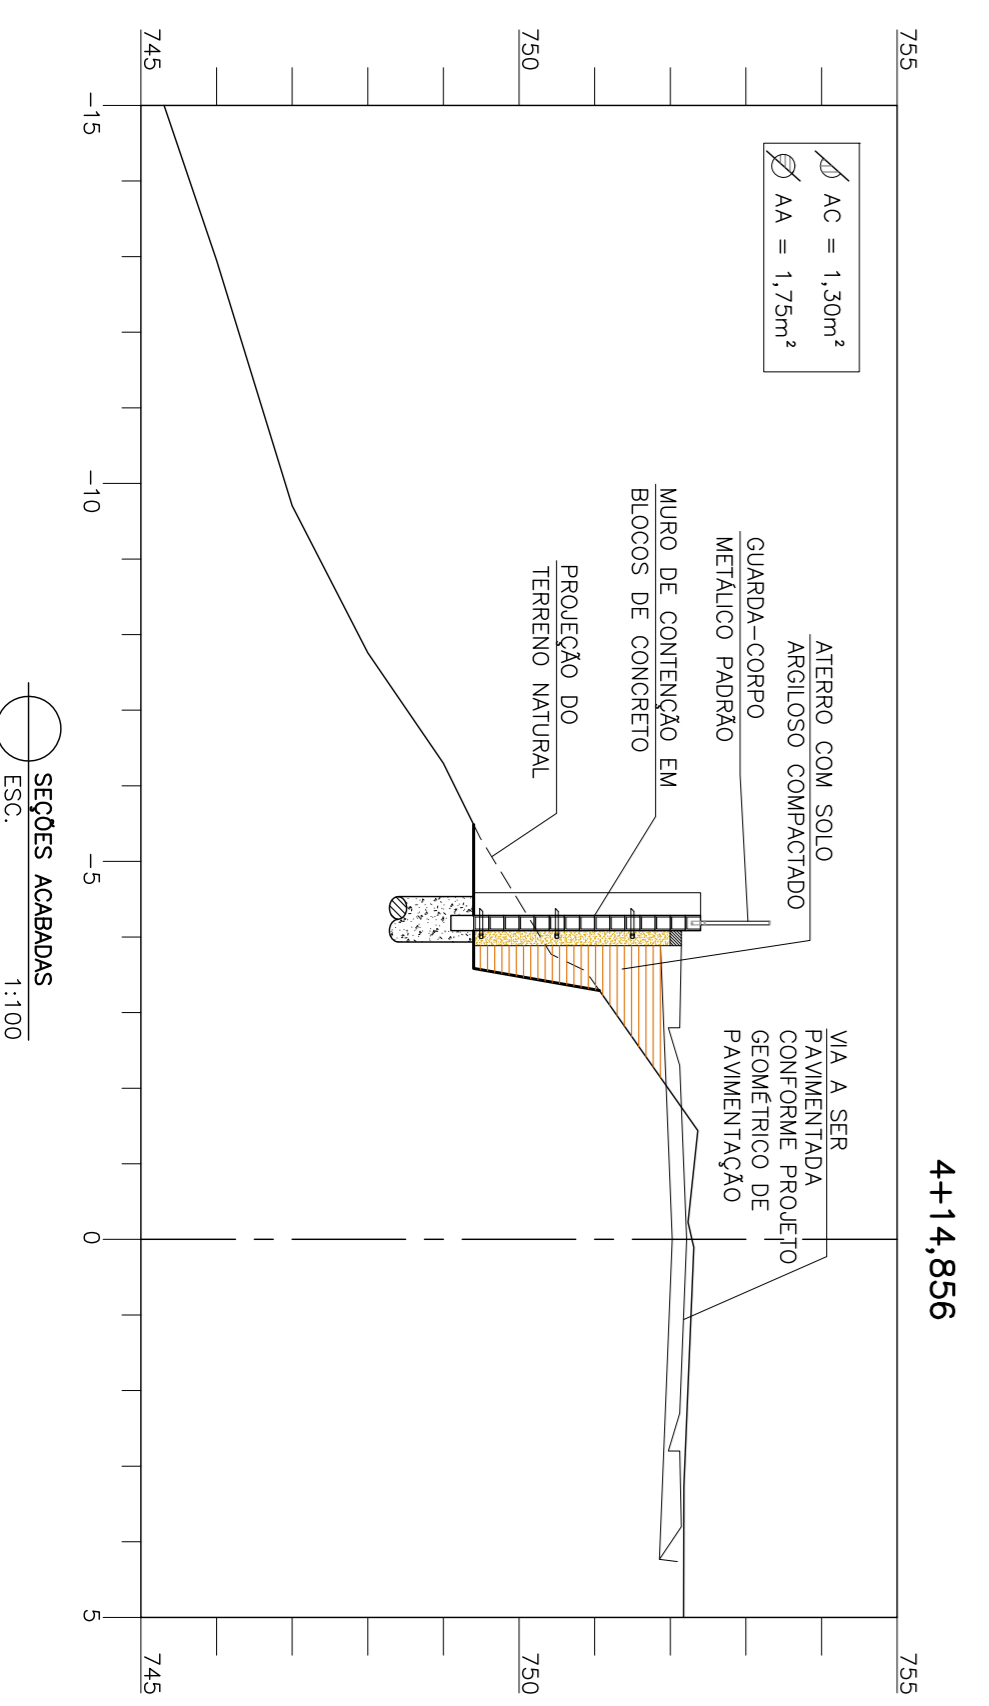 4+14,856
755
750
745
755
750
745
AC = 1,30m²
AA = 1,75m²
ATERRO COM SOLO
ARGILOSO COMPACTADO
GUARDA-CORPO
METÁLICO PADRÃO
MURO DE CONTENÇÃO EM
BLOCOS DE CONCRETO
PROJEÇÃO DO
TERRENO NATURAL
VIA A SER
PAVIMENTADA
CONFORME PROJETO
GEOMÉTRICO DE
PAVIMENTAÇÃO
-15
-10
-5
0
5
SEÇÕES ACABADAS
ESC. 1:100